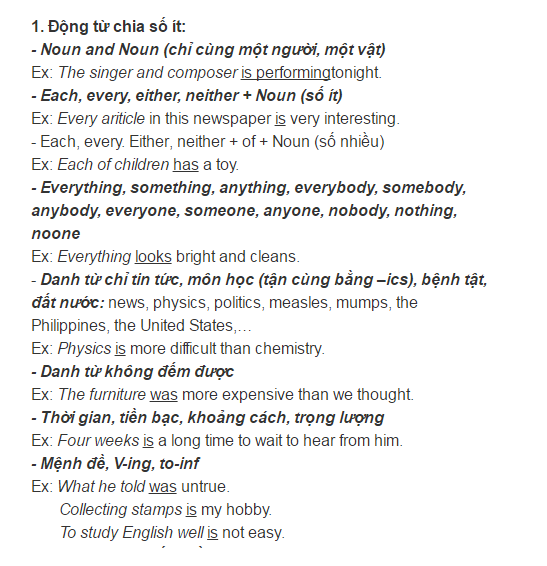 1. Động từ chia số ít:
- Noun and Noun (chỉ cùng một người, một vật)
Ex: The singer and composer is performingtonight.
- Each, every, either, neither + Noun (số ít)
Ex: Every ariticle in this newspaper is very interesting.
- Each, every. Either, neither + of + Noun (số nhiều)
Ex: Each of children has a toy.
- Everything, something, anything, everybody, somebody,
anybody, everyone, someone, anyone, nobody, nothing,
noone
Ex: Everything looks bright and cleans.
- Danh từ chỉ tin tức, môn học (tận cùng bằng –ics), bệnh tật,
đất nước: news, physics, politics, measles, mumps, the
Philippines, the United States,…
Ex: Physics is more difficult than chemistry.
- Danh từ không đếm được
Ex: The furniture was more expensive than we thought.
- Thời gian, tiền bạc, khoảng cách, trọng lượng
Ex: Four weeks is a long time to wait to hear from him.
- Mệnh đề, V-ing, to-inf
Ex: What he told was untrue.
Collecting stamps is my hobby.
To study English well is not easy.